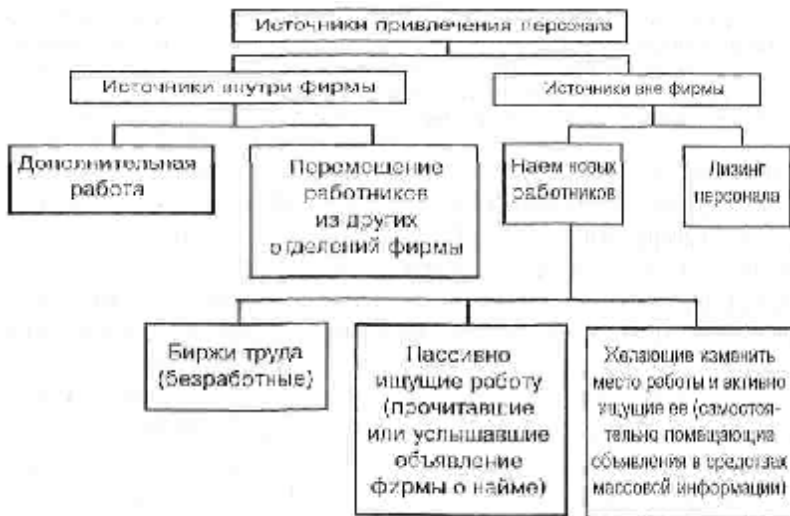 Источники привлечения персонала
Источники внутри фирмы
Источники вне фирмы
Дополнительная
работа
Перемещение
работников
из других
отделений фирмы
Наем новых
работников
Лизинг
персонала
Биржи труда
(безработные)
Пассивно
ищущие работу
(прочитавшие
или услышавшие
объявление
фирмы о найме)
Желающие изменить
место работы и активно
ищущие ее (самостоя-
тельно помещающие
объявления в средствах
массовой информации)